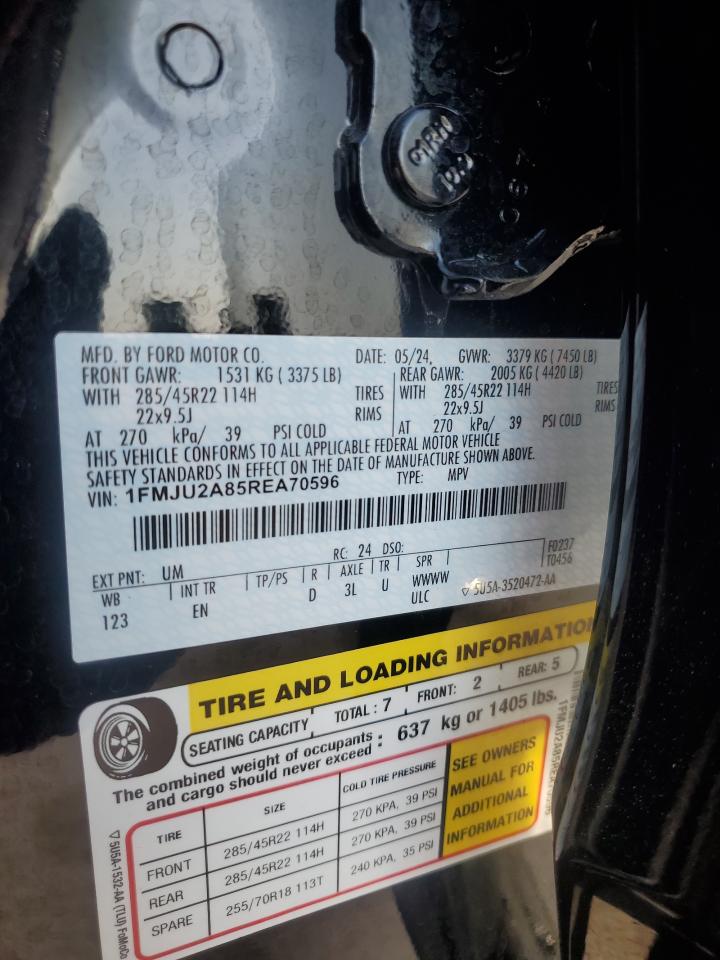 MFD. BY FORD MOTOR CO. DATE: 05/24, GVWR: 3379 KG ( 7450 LB)
FRONT GAWR: 1531 KG ( 3375 LB) REAR GAWR: 2005 KG ( 4420 LB)
WITH 285/45R22 114H TIRES WITH 285/45R22 114H TIRES
22x9.5J RIMS 22x9.5J RIMS
AT 270 kPa/ 39 PSI COLD AT 270 kPa/ 39 PSI COLD
THIS VEHICLE CONFORMS TO ALL APPLICABLE FEDERAL MOTOR VEHICLE
SAFETY STANDARDS IN EFFECT ON THE DATE OF MANUFACTURE SHOWN ABOVE.
VIN: 1FMJU2A85REA70596 TYPE: MPV
EXT PNT: UM RC: 24 DSO: F0237
WB INT TR TP/PS R AXLE TR SPR T0456
123 EN D 3L U WWWW
ULC 5U5A-3520472-AA
TIRE AND LOADING INFORMATION
SEATING CAPACITY TOTAL : 7 FRONT: 2 REAR: 5
The combined weight of occupants
and cargo should never exceed : 637 kg or 1405 lbs.
TIRE SIZE COLD TIRE PRESSURE
FRONT 285/45R22 114H 270 KPA, 39 PSI
REAR 285/45R22 114H 270 KPA, 39 PSI
SPARE 255/70R18 113T 240 KPA, 35 PSI
SEE OWNERS
MANUAL FOR
ADDITIONAL
INFORMATION
5U5A-1532-AA (TLU) FoMoCo
1FMJU2A85REA70596